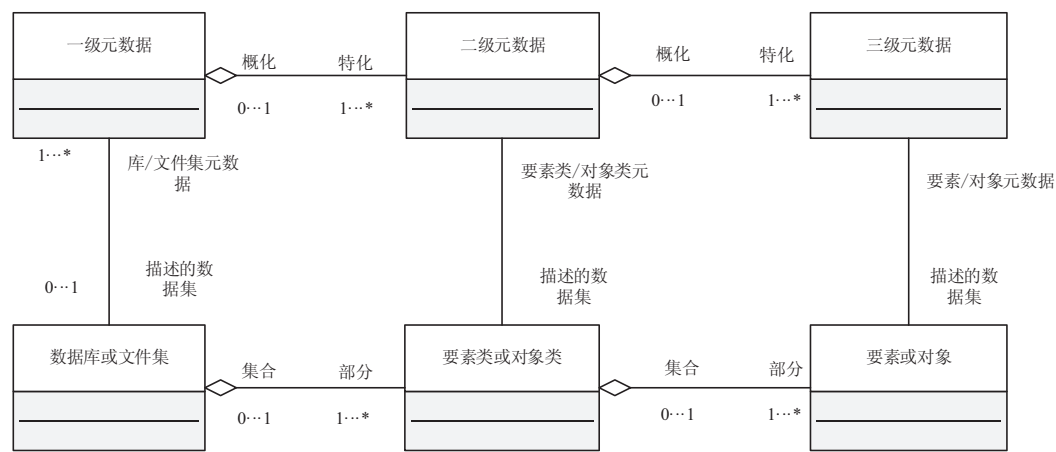 一级元数据
概化
特化
二级元数据
概化
特化
三级元数据
0···1
1···*
0···1
1···*
1···*
库/文件集元数
据
要素类/对象类元
数据
要素/对象元数据
0···1
描述的数
据集
描述的数
据集
描述的数
据集
数据库或文件集
集合
部分
要素类或对象类
集合
部分
要素或对象
0···1
1···*
0···1
1···*